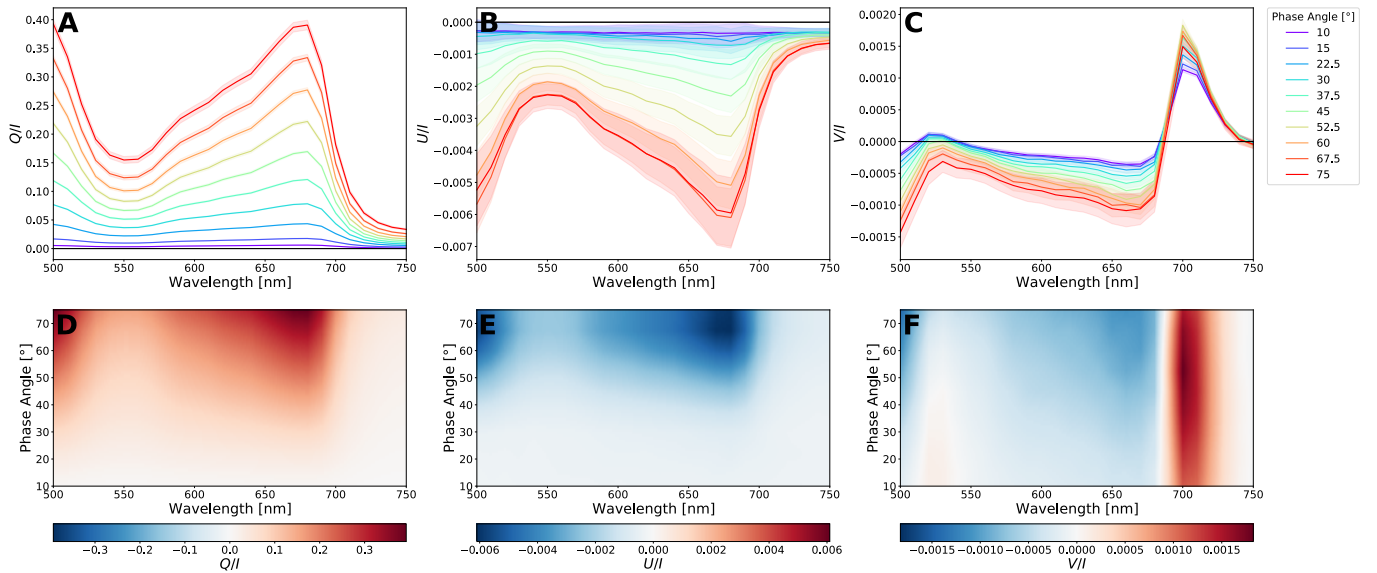 A
B
C
0.40
0.35
0.30
0.25
0.20
0.15
0.10
0.05
0.00
Q/I
500 550 600 650 700 750
Wavelength [nm]
0.000
−0.001
−0.002
−0.003
−0.004
−0.005
−0.006
−0.007
U/I
500 550 600 650 700 750
Wavelength [nm]
0.0020
0.0015
0.0010
0.0005
0.0000
−0.0005
−0.0010
−0.0015
V/I
500 550 600 650 700 750
Wavelength [nm]
Phase Angle [°]
10
15
22.5
30
37.5
45
52.5
60
67.5
75
D
70
60
50
40
30
20
10
Phase Angle [°]
500 550 600 650 700 750
Wavelength [nm]
−0.3 −0.2 −0.1 0.0 0.1 0.2 0.3
Q/I
E
70
60
50
40
30
20
10
Phase Angle [°]
500 550 600 650 700 750
Wavelength [nm]
−0.006 −0.004 −0.002 0.000 0.002 0.004 0.006
U/I
F
70
60
50
40
30
20
10
Phase Angle [°]
500 550 600 650 700 750
Wavelength [nm]
−0.0015 −0.0010 −0.0005 0.0000 0.0005 0.0010 0.0015
V/I